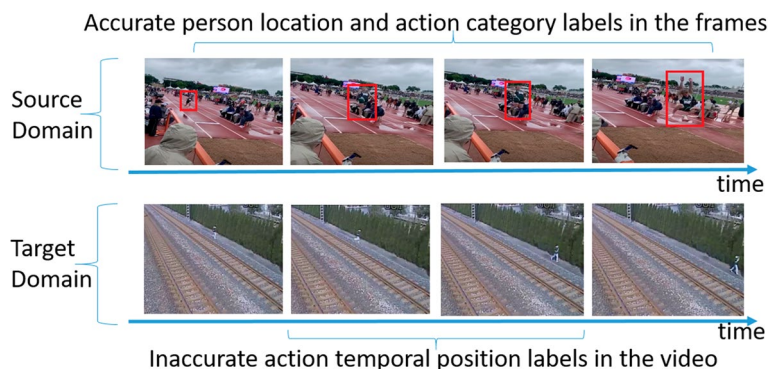 Accurate person location and action category labels in the frames
Source
Domain
time
Target
Domain
time
Inaccurate action temporal position labels in the video